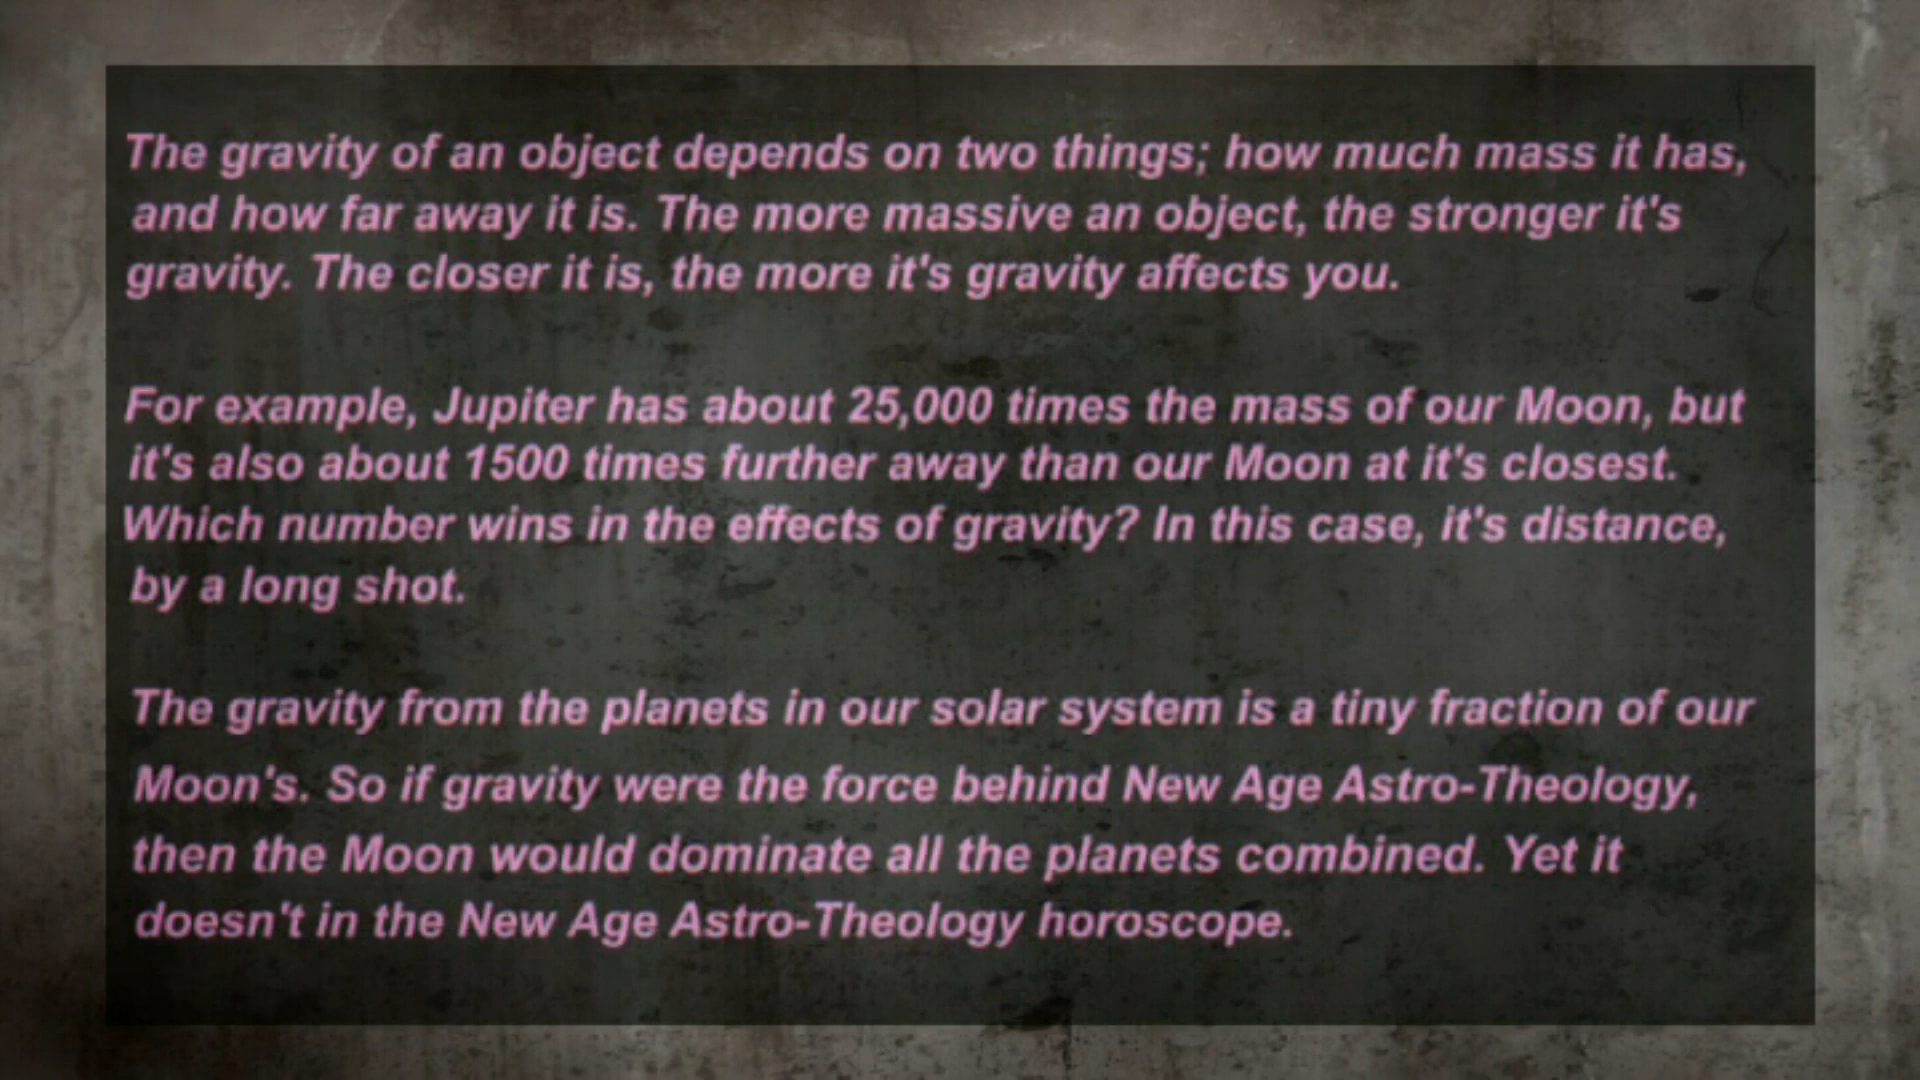 The gravity of an object depends on two things; how much mass it has,
and how far away it is. The more massive an object, the stronger it's
gravity. The closer it is, the more it's gravity affects you.
For example, Jupiter has about 25,000 times the mass of our Moon, but
it's also about 1500 times further away than our Moon at it's closest.
Which number wins in the effects of gravity? In this case, it's distance,
by a long shot.
The gravity from the planets in our solar system is a tiny fraction of our
Moon's. So if gravity were the force behind New Age Astro-Theology,
then the Moon would dominate all the planets combined. Yet it
doesn't in the New Age Astro-Theology horoscope.